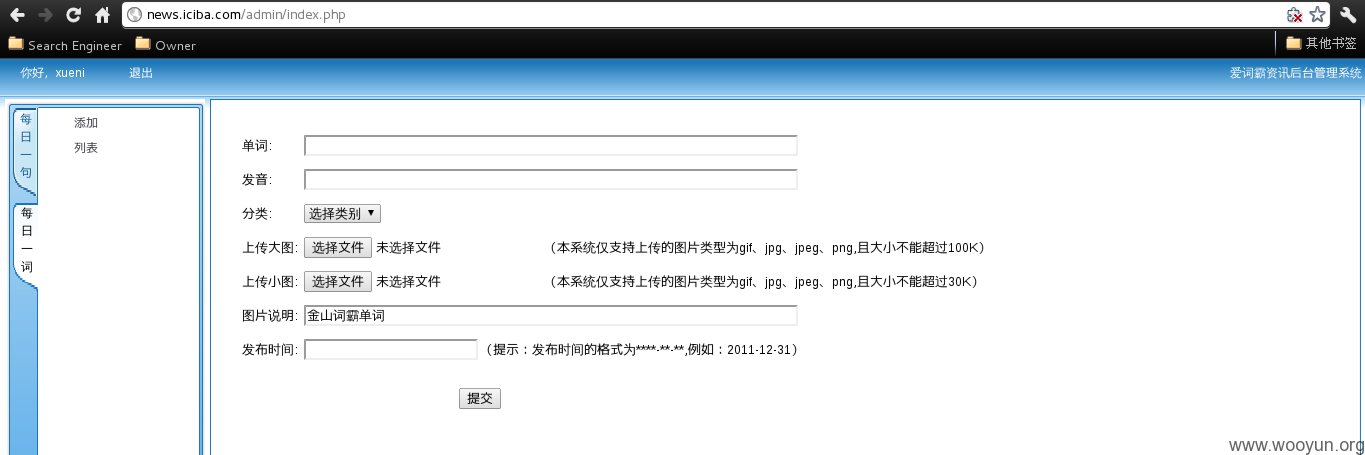 news.iciba.com/admin/index.php
Search Engineer Owner 其他书签
你好，xueni 退出 爱词霸资讯后台管理系统
每日一句
每日一词
添加
列表
单词:
发音:
分类: 选择类别
上传大图: 选择文件 未选择文件 （本系统仅支持上传的图片类型为gif、jpg、jpeg、png,且大小不能超过100K）
上传小图: 选择文件 未选择文件 （本系统仅支持上传的图片类型为gif、jpg、jpeg、png,且大小不能超过30K）
图片说明: 金山词霸单词
发布时间: （提示：发布时间的格式为****-**-**,例如：2011-12-31）
提交
www.wooyun.org